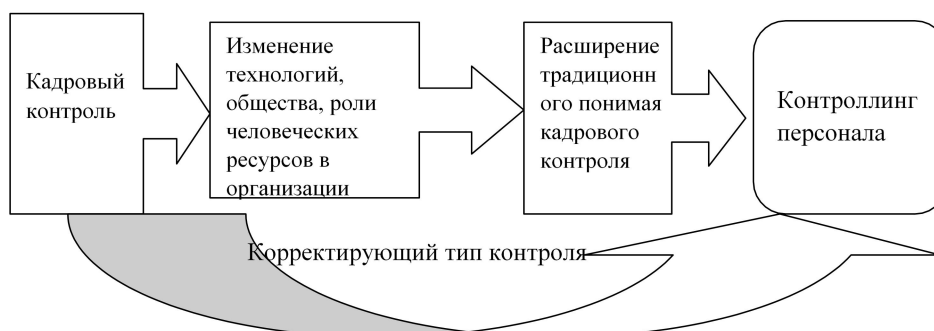 Кадровый
контроль
Изменение
технологий,
общества, роли
человеческих
ресурсов в
организации
Расширение
традиционн
ого понимая
кадрового
контроля
Контроллинг
персонала
Корректирующий тип контроля